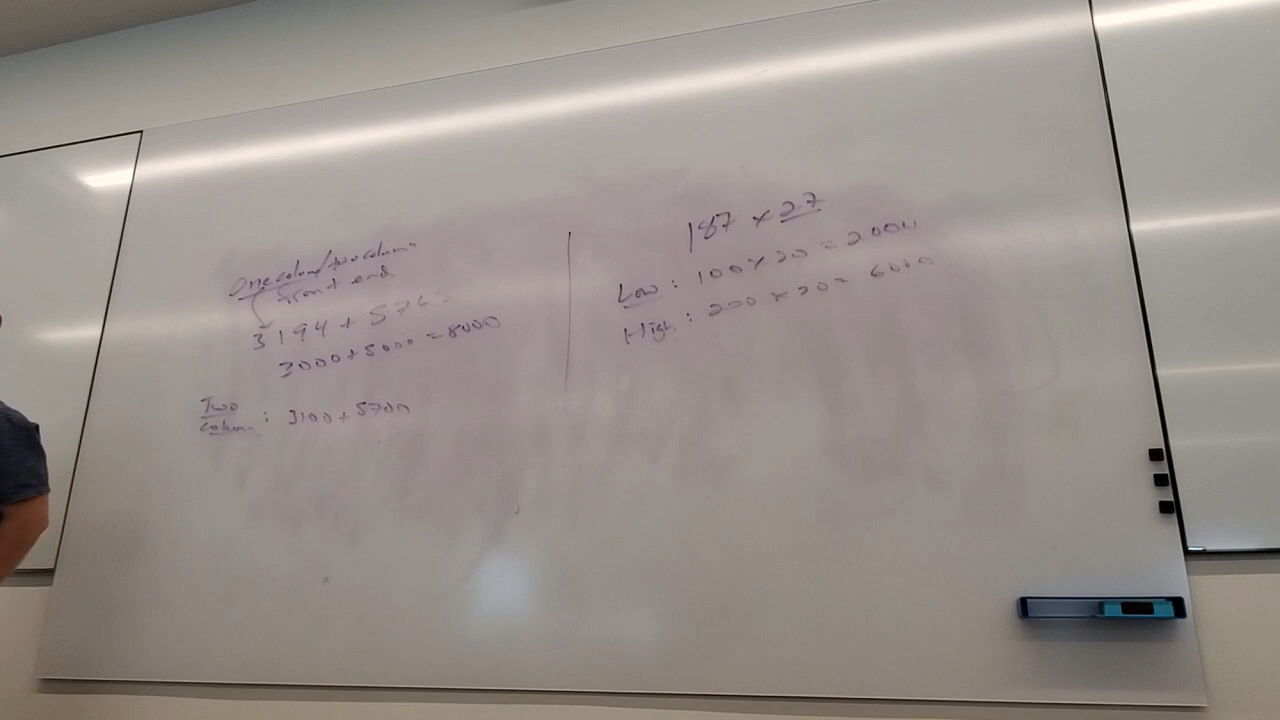 One column/two column
front end
3194 + 576
3000+5000 = 8000
Two
column : 3100 + 5700
187 x 27
Low : 100 x 20 = 2000
High : 200 x 30 = 6000